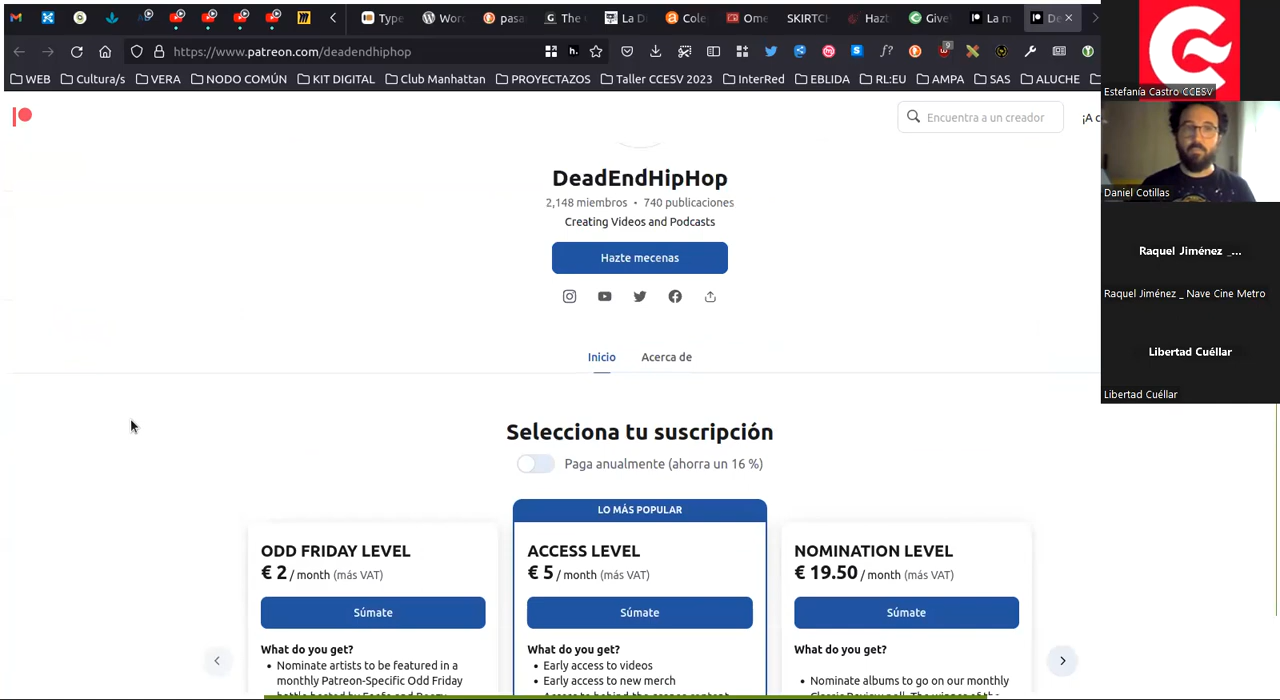 Type
Wor
pasa
The
La D
Cole
Ome
SKIRTCH
Hazt
Give
La m
De
https://www.patreon.com/deadendhiphop
WEB
Cultura/s
VERA
NODO COMÚN
KIT DIGITAL
Club Manhattan
PROYECTAZOS
Taller CCESV 2023
InterRed
EBLIDA
RL:EU
AMPA
SAS
ALUCHE
Encuentra a un creador
¡A c
DeadEndHipHop
2,148 miembros • 740 publicaciones
Creating Videos and Podcasts
Hazte mecenas
Inicio
Acerca de
Selecciona tu suscripción
Paga anualmente (ahorra un 16 %)
ODD FRIDAY LEVEL
€ 2 / month (más VAT)
Súmate
What do you get?
• Nominate artists to be featured in a
monthly Patreon-Specific Odd Friday
LO MÁS POPULAR
ACCESS LEVEL
€ 5 / month (más VAT)
Súmate
What do you get?
• Early access to videos
• Early access to new merch
NOMINATION LEVEL
€ 19.50 / month (más VAT)
Súmate
What do you get?
• Nominate albums to go on our monthly
Estefanía Castro CCESV
Daniel Cotillas
Raquel Jiménez _...
Raquel Jiménez _ Nave Cine Metro
Libertad Cuéllar
Libertad Cuéllar